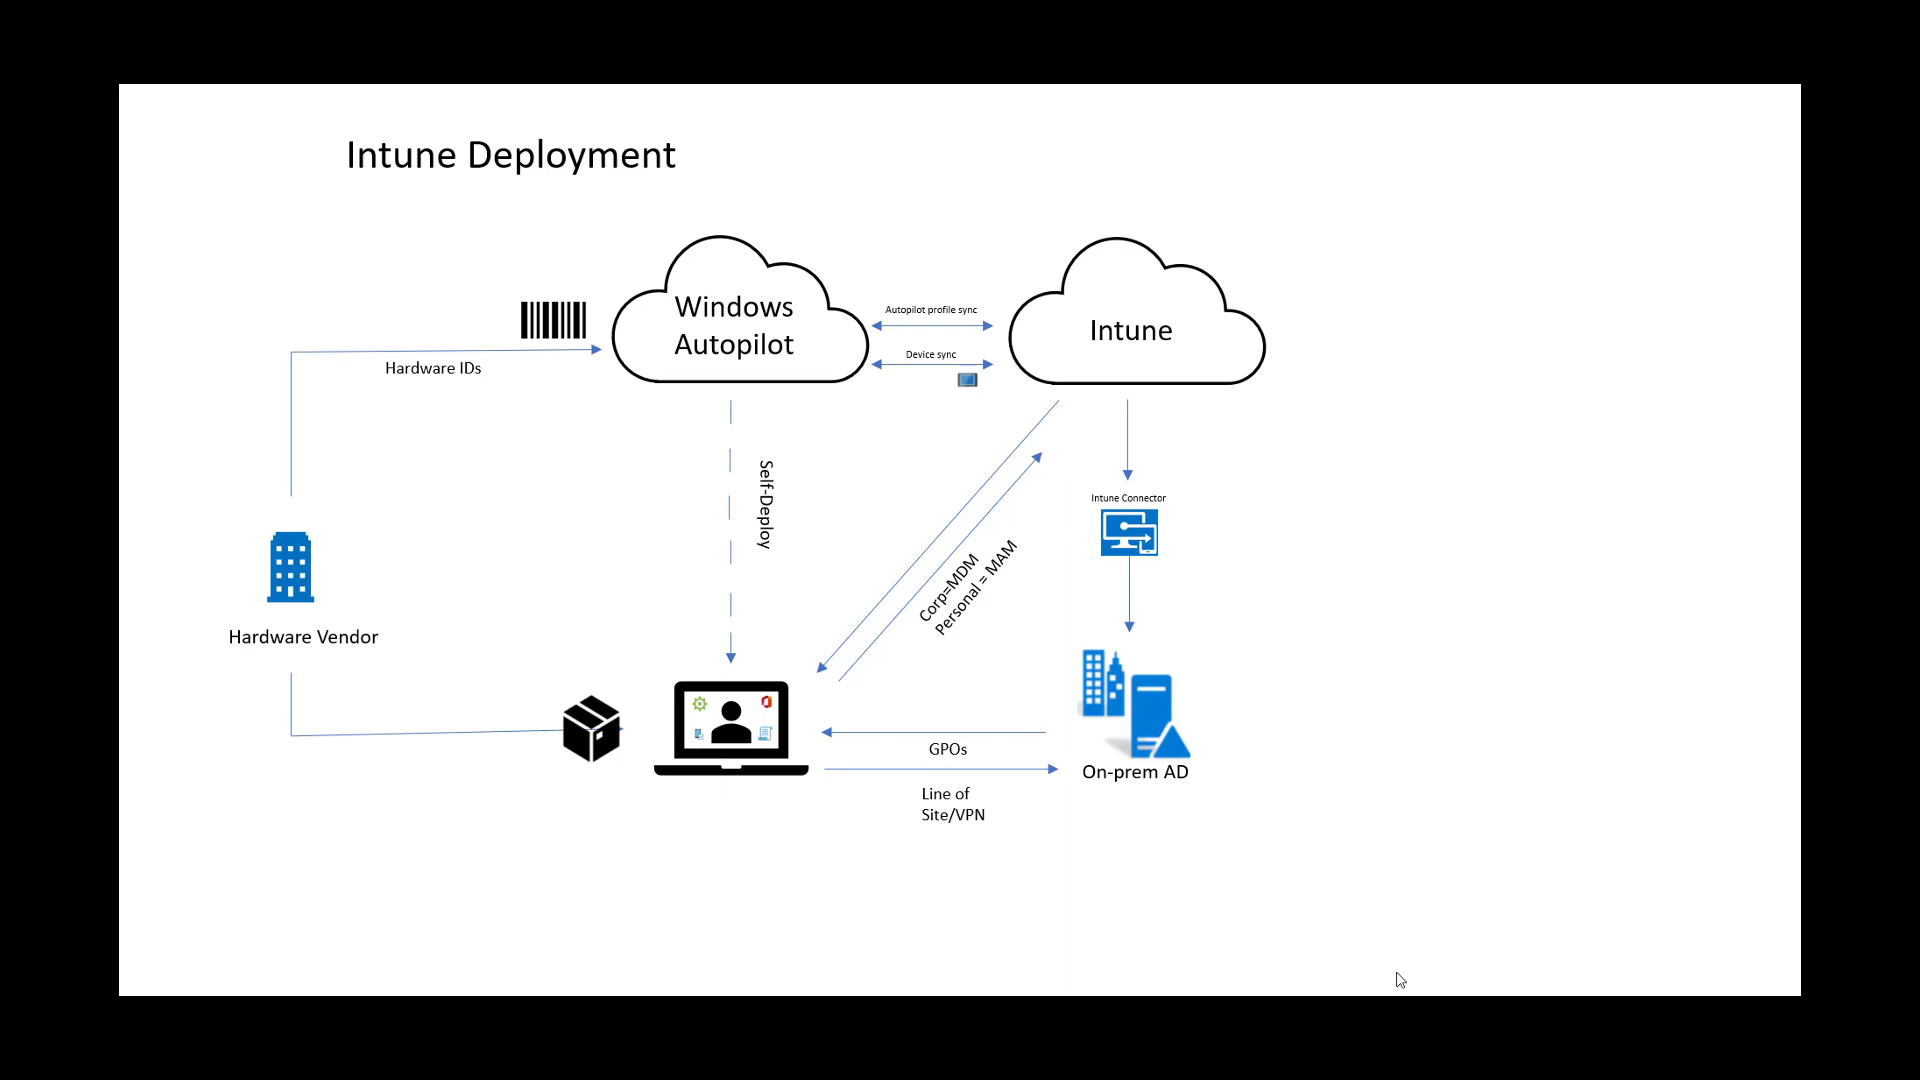 Intune Deployment
Windows
Autopilot
Autopilot profile sync
Intune
Device sync
Hardware IDs
Self-Deploy
Intune Connector
Corp=MDM
Personal = MAM
Hardware Vendor
GPOs
On-prem AD
Line of
Site/VPN